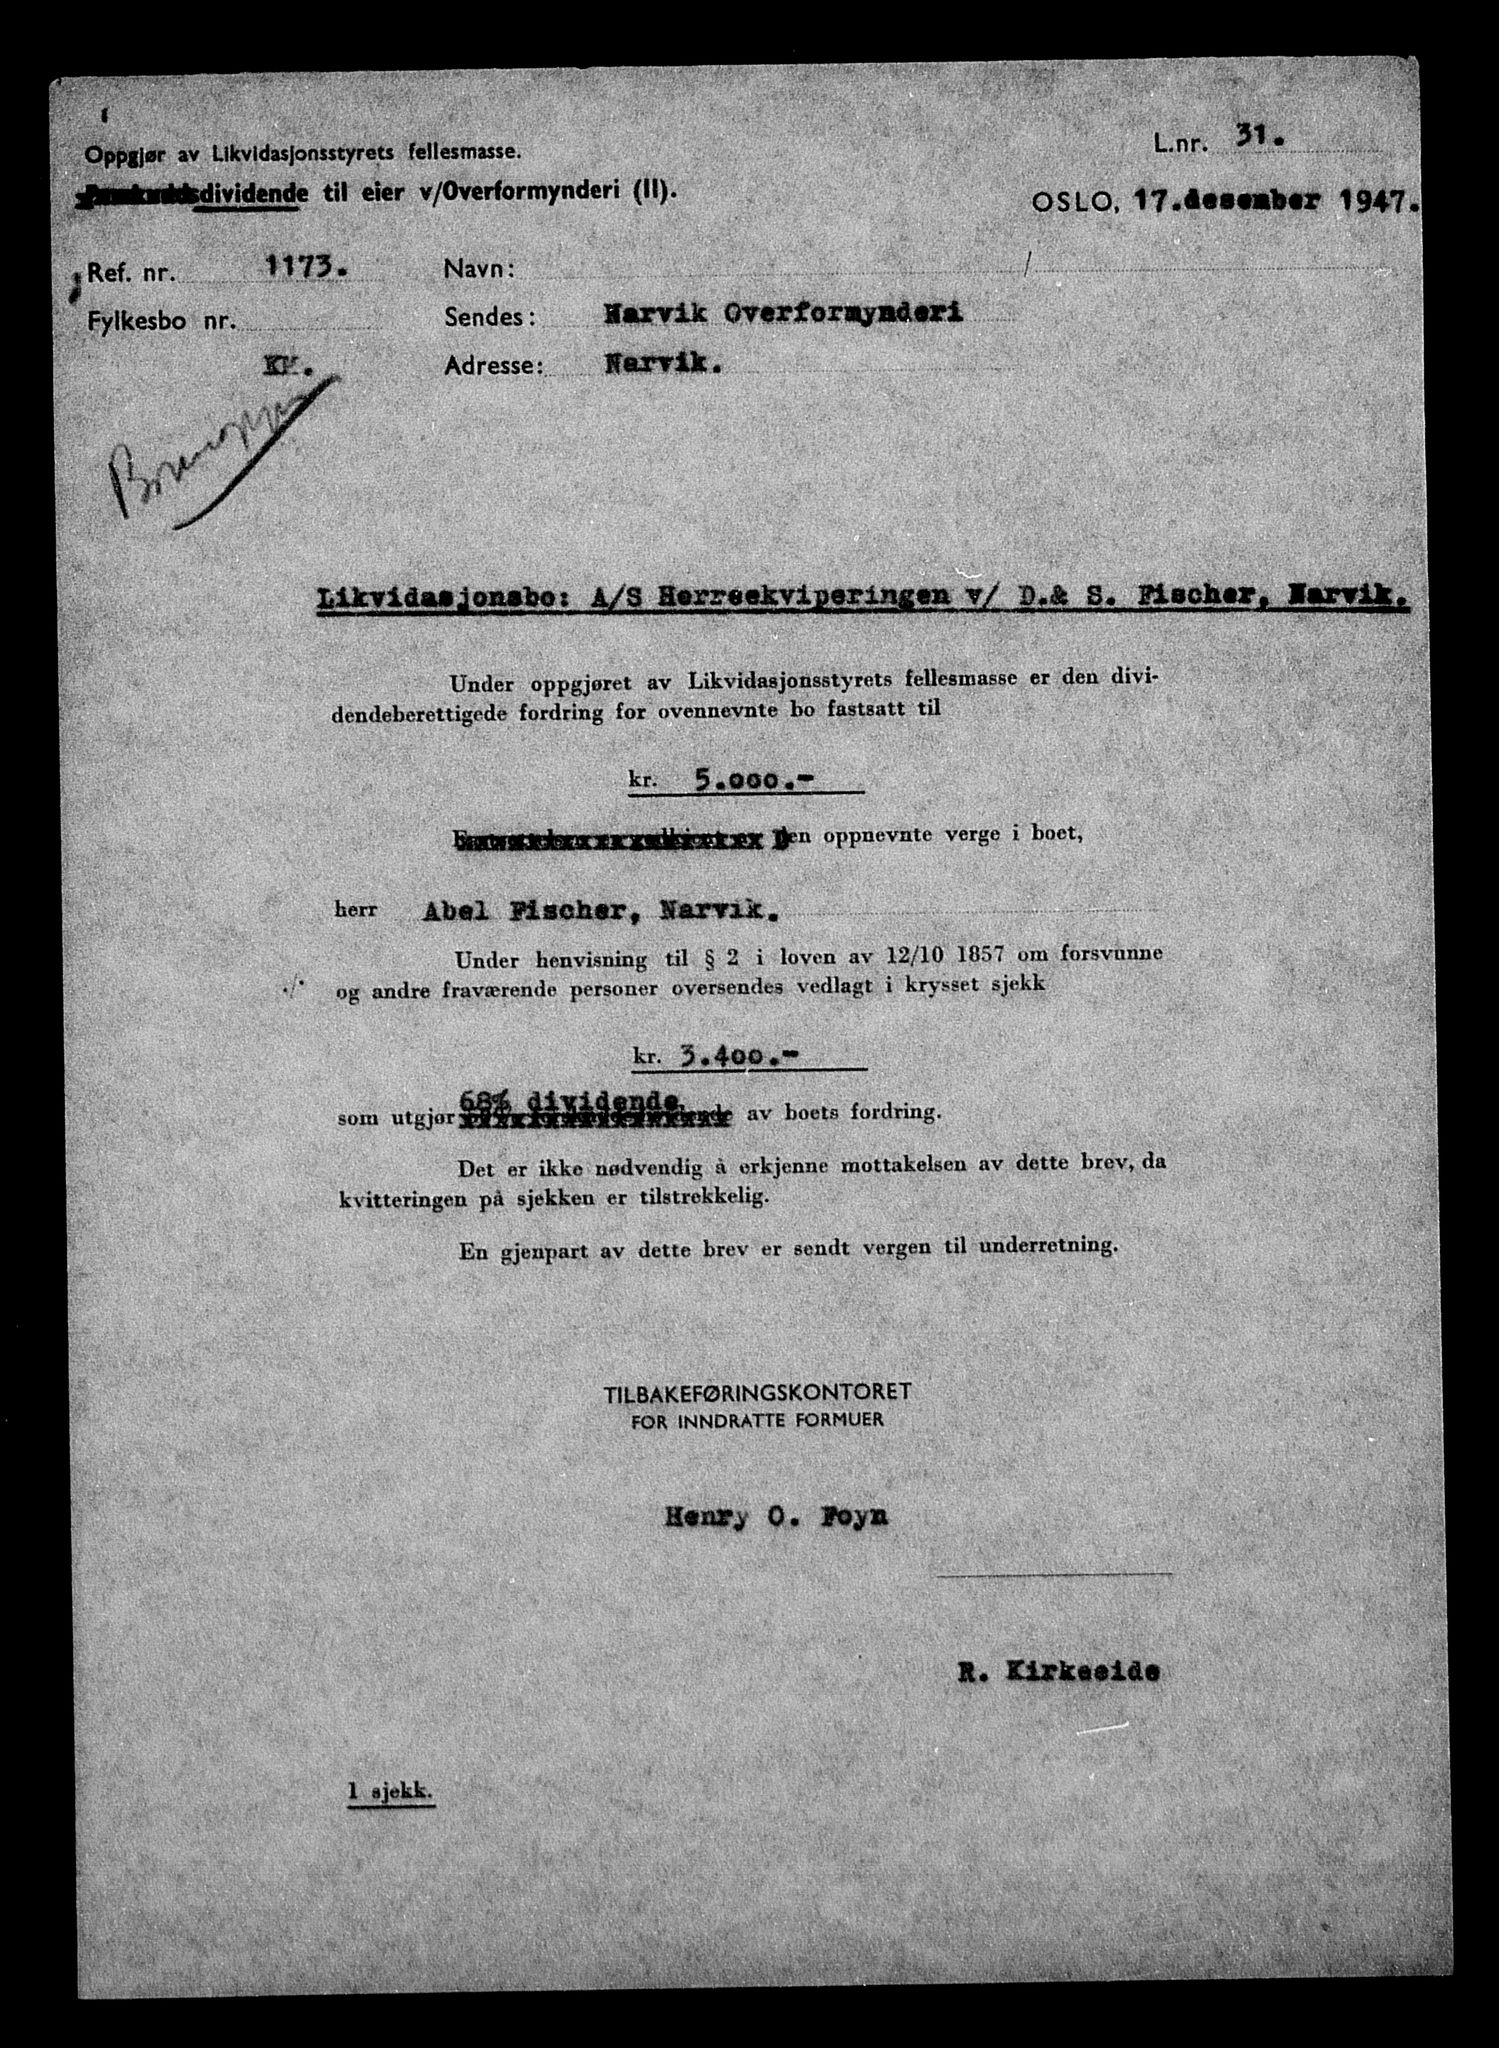 Oppgjør av Likvidasjonsstyrets fellesmasse.
L.nr. 31.
dividende til eier v/Overformynderi (II).
OSLO, 17.desember 1947.
Ref. nr. 1173.
Navn: /
Fylkesbo nr.
Sendes: Narvik Overformynderi
KK.
Adresse: Narvik.
Likvidasjonsbo: A/S Herreekviperingen v/ D.& S. Fischer, Narvik.
Under oppgjøret av Likvidasjonsstyrets fellesmasse er den divi-
dendeberettigede fordring for ovennevnte bo fastsatt til
kr. 5.000.-
Den oppnevnte verge i boet,
herr Abel Fischer, Narvik.
Under henvisning til § 2 i loven av 12/10 1857 om forsvunne
./. og andre fraværende personer oversendes vedlagt i krysset sjekk
kr. 3.400.-
68% dividende
som utgjør av boets fordring.
Det er ikke nødvendig å erkjenne mottakelsen av dette brev, da
kvitteringen på sjekken er tilstrekkelig.
En gjenpart av dette brev er sendt vergen til underretning.
TILBAKEFØRINGSKONTORET
FOR INNDRATTE FORMUER
Henry O. Foyn
R. Kirkeeide
1 sjekk.